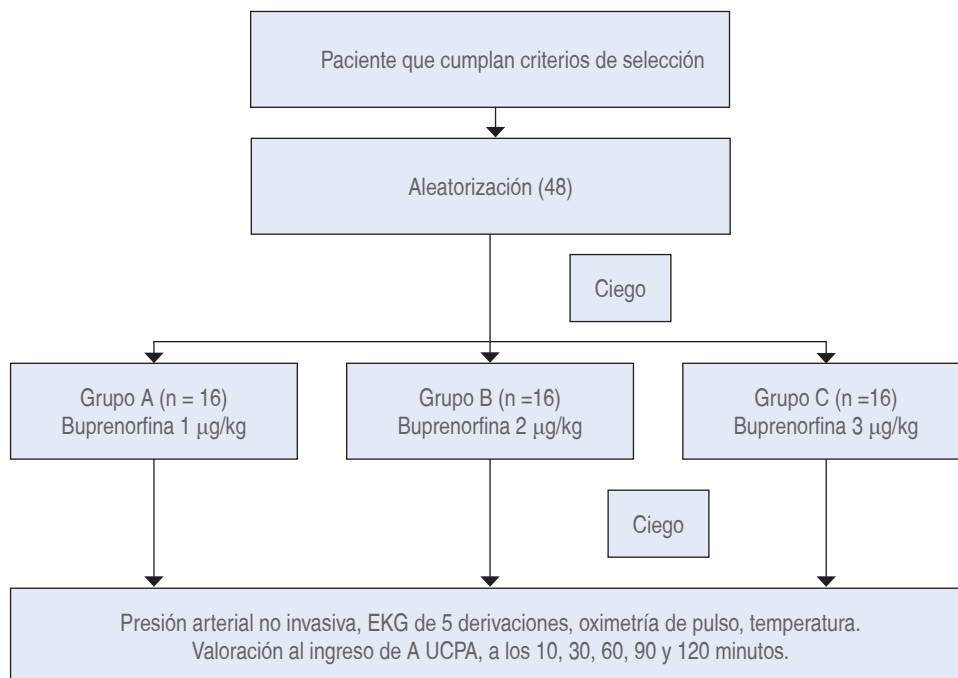 Paciente que cumplan criterios de selección
Aleatorización (48)
Ciego
Grupo A (n = 16)
Buprenorfina 1 μg/kg
Grupo B (n =16)
Buprenorfina 2 μg/kg
Grupo C (n =16)
Buprenorfina 3 μg/kg
Ciego
Presión arterial no invasiva, EKG de 5 derivaciones, oximetría de pulso, temperatura.
Valoración al ingreso de A UCPA, a los 10, 30, 60, 90 y 120 minutos.